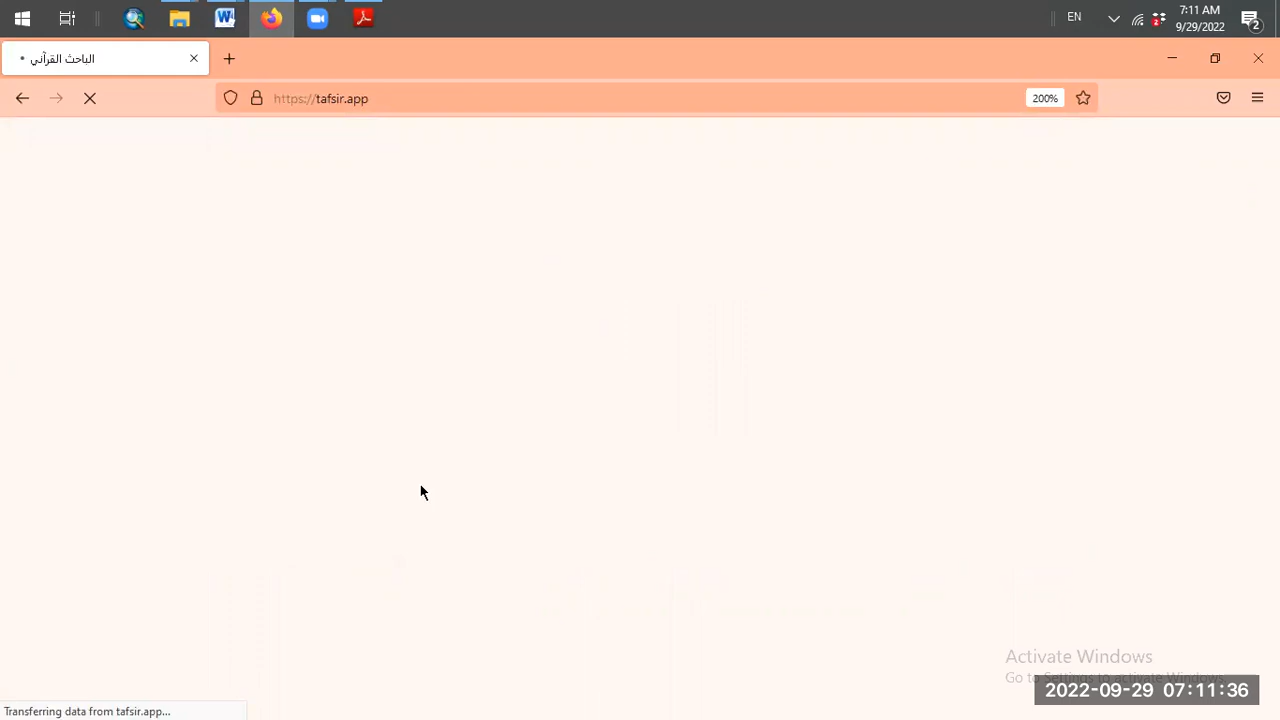 EN
7:11 AM
9/29/2022
2
2
الباحث القرآني
https://tafsir.app
200%
Activate Windows
Go to Settings to activate Windows.
2022-09-29 07:11:36
Transferring data from tafsir.app...